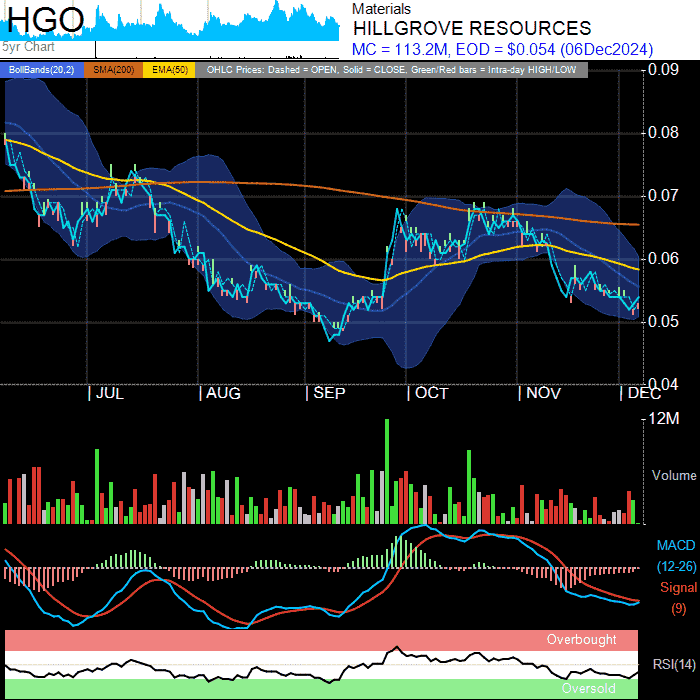 HGO
5yr Chart
Materials
HILLGROVE RESOURCES
MC = 113.2M, EOD = $0.054 (06Dec2024)
BollBands(20,2) SMA(200) EMA(50) OHLC Prices: Dashed = OPEN, Solid = CLOSE, Green/Red bars = Intra-day HIGH/LOW
0.09
0.08
0.07
0.06
0.05
0.04
| JUL | AUG | SEP | OCT | NOV | DEC
12M
Volume
MACD
(12-26)
Signal
(9)
Overbought
RSI(14)
Oversold